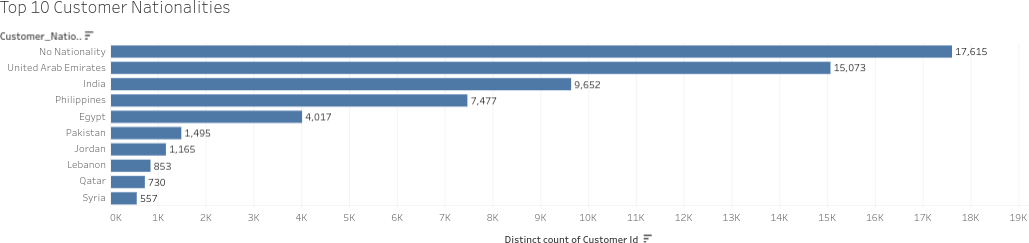 Top 10 Customer Nationalities
Customer_Natio..
No Nationality 17,615
United Arab Emirates 15,073
India 9,652
Philippines 7,477
Egypt 4,017
Pakistan 1,495
Jordan 1,165
Lebanon 853
Qatar 730
Syria 557
0K 1K 2K 3K 4K 5K 6K 7K 8K 9K 10K 11K 12K 13K 14K 15K 16K 17K 18K 19K
Distinct count of Customer Id